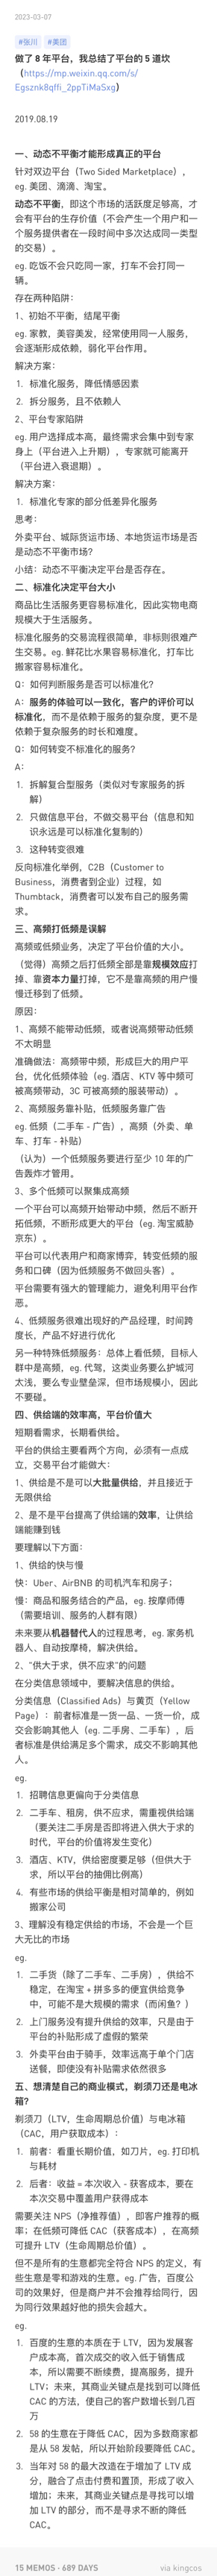 2023-03-07
#张川 #美团
做了 8 年平台，我总结了平台的 5 道坎
（https://mp.weixin.qq.com/s/
Egsznk8qffi_2ppTiMaSxg）
2019.08.19
一、动态不平衡才能形成真正的平台
针对双边平台（Two Sided Marketplace），
eg. 美团、滴滴、淘宝。
动态不平衡，即这个市场的活跃度足够高，才
会有平台的生存价值（不会产生一个用户和一
个服务提供者在一段时间中多次达成同一类型
的交易）。
eg. 吃饭不会只吃同一家，打车不会打同一
辆。
存在两种陷阱：
1、初始不平衡，结尾平衡
eg. 家教，美容美发，经常使用同一人服务，
会逐渐形成依赖，弱化平台作用。
解决方案：
1. 标准化服务，降低情感因素
2. 拆分服务，且不依赖人
2、平台专家陷阱
eg. 用户选择成本高，最终需求会集中到专家
身上（平台进入上升期），专家就可能离开
（平台进入衰退期）。
解决方案：
1. 标准化专家的部分低差异化服务
思考：
外卖平台、城际货运市场、本地货运市场是否
是动态不平衡市场？
小结：动态不平衡决定平台是否存在。
二、标准化决定平台大小
商品比生活服务更容易标准化，因此实物电商
规模大于生活服务。
标准化服务的交易流程很简单，非标则很难产
生交易。eg. 鲜花比水果容易标准化，打车比
搬家容易标准化。
Q：如何判断服务是否可以标准化？
A：服务的体验可以一致化，客户的评价可以
标准化，而不是依赖于服务的复杂度，更不是
依赖于复杂服务的时长和难度。
Q：如何转变不标准化的服务？
A：
1. 拆解复合型服务（类似对专家服务的拆
解）
2. 只做信息平台，不做交易平台（信息和知
识永远是可以标准化复制的）
3. 这种转变很难
反向标准化举例，C2B（Customer to
Business，消费者到企业）过程，如
Thumbtack，消费者可以发布自己的服务需
求。
三、高频打低频是误解
高频或低频业务，决定了平台价值的大小。
（觉得）高频之后打低频全部是靠规模效应打
掉、靠资本力量打掉，它不是靠高频的用户慢
慢迁移到了低频。
原因：
1、高频不能带动低频，或者说高频带动低频
不太明显
准确做法：高频带中频，形成巨大的用户平
台，优化低频体验（eg. 酒店、KTV 等中频可
被高频带动，3C 可被高频的服装带动）。
2、高频服务靠补贴，低频服务靠广告
eg. 低频（二手车 - 广告），高频（外卖、单
车、打车 - 补贴）
（认为）一个低频服务要进行至少 10 年的广
告轰炸才管用。
3、多个低频可以聚集成高频
一个平台可以高频开始带动中频，然后不断开
拓低频，不断形成更大的平台（eg. 淘宝威胁
京东）。
平台可以代表用户和商家博弈，转变低频的服
务和口碑（因为低频服务不做回头客）。
平台需要有强大的管理能力，避免利用平台作
恶。
4、低频服务很难出现好的产品经理，时间跨
度长，产品不好进行优化
另一种特殊低频服务：总体上看低频，目标人
群中是高频，eg. 代驾，这类业务要么护城河
太浅，要么专业壁垒深，但市场规模小，因此
不要碰。
四、供给端的效率高，平台价值大
短期看需求，长期看供给。
平台的供给主要看两个方向，必须有一点成
立，交易平台才能做大：
1、供给是不是可以大批量供给，并且接近于
无限供给
2、是不是平台提高了供给端的效率，让供给
端能赚到钱
要理解以下方面：
1、供给的快与慢
快：Uber、AirBNB 的司机汽车和房子；
慢：商品和服务结合的产品，eg. 按摩师傅
（需要培训、服务的人群有限）
未来要从机器替代人的过程思考，eg. 家务机
器人、自动按摩椅，解决供给。
2、"供大于求，供不应求"的问题
在分类信息领域中，要解决信息的供给。
分类信息（Classified Ads）与黄页（Yellow
Page）：前者标准是一货一品、一货一价，成
交会影响其他人（eg. 二手房、二手车），后
者标准是供给满足多个需求，成交不影响其他
人。
eg.
1. 招聘信息更偏向于分类信息
2. 二手车、租房，供不应求，需重视供给端
（要关注二手房是否即将进入供大于求的
时代，平台的价值将发生变化）
3. 酒店、KTV，供给密度要足够（但供大于
求，所以平台的抽佣比例高）
4. 有些市场的供给平衡是相对简单的，例如
搬家公司
3、理解没有稳定供给的市场，不会是一个巨
大无比的市场
eg.
1. 二手货（除了二手车、二手房），供给不
稳定，在淘宝 + 拼多多的便宜供给竞争
中，可能不是大规模的需求（而闲鱼？）
2. 上门服务没有提升供给的效率，只是由于
平台的补贴形成了虚假的繁荣
3. 外卖平台由于骑手，效率远高于单个门店
送餐，即使没有补贴需求依然很多
五、想清楚自己的商业模式，剃须刀还是电冰
箱？
剃须刀（LTV，生命周期总价值）与电冰箱
（CAC，用户获取成本）：
1. 前者：看重长期价值，如刀片，eg. 打印机
与耗材
2. 后者：收益 = 本次收入 - 获客成本，要在
本次交易中覆盖用户获得成本
需要关注 NPS（净推荐值），即客户推荐的概
率；在低频可降低 CAC（获客成本），在高频
可提升 LTV（生命周期总价值）。
但不是所有的生意都完全符合 NPS 的定义，有
些生意是零和游戏的生意。eg. 广告，百度公
司的效果好，但是商户并不会推荐给同行，因
为同行效果越好他的损失会越大。
eg.
1. 百度的生意的本质在于 LTV，因为发展客
户成本高，首次成交的收入低于销售成
本，所以需要不断续费，提高服务，提升
LTV；未来，其商业关键点是找到可以降低
CAC 的方法，使自己的客户数增长到几百
万
2. 58 的生意在于降低 CAC，因为多数商家都
是从 58 发帖，所以开始阶段要降低 CAC。
3. 当年对 58 的最大改造在于增加了 LTV 成
分，融合了点击付费和置顶，形成了收入
增加；未来，其商业关键点是寻找可以增
加 LTV 的部分，而不是寻求不断的降低
CAC。
15 MEMOS · 689 DAYS
via kingcos